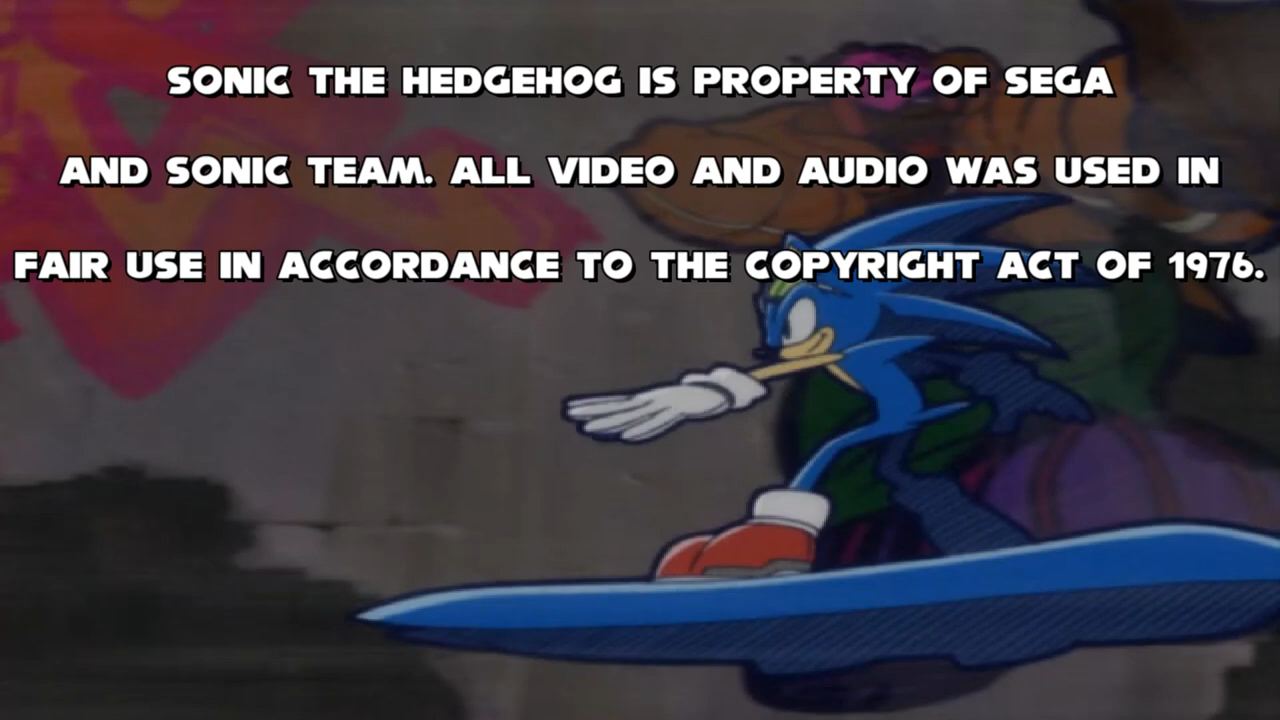 SONIC THE HEDGEHOG IS PROPERTY OF SEGA
AND SONIC TEAM. ALL VIDEO AND AUDIO WAS USED IN
FAIR USE IN ACCORDANCE TO THE COPYRIGHT ACT OF 1976.